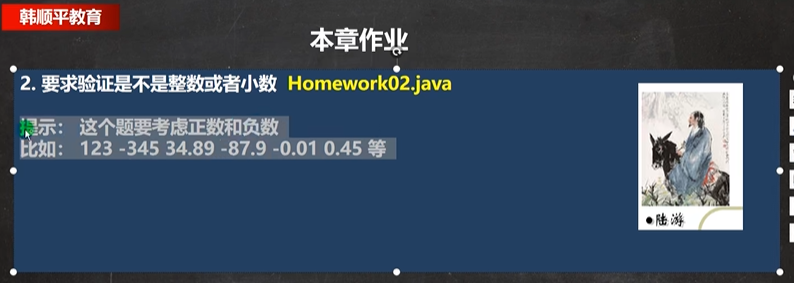 韩顺平教育
本章作业
2. 要求验证是不是整数或者小数 Homework02.java
提示： 这个题要考虑正数和负数
比如： 123 -345 34.89 -87.9 -0.01 0.45 等
●陆游